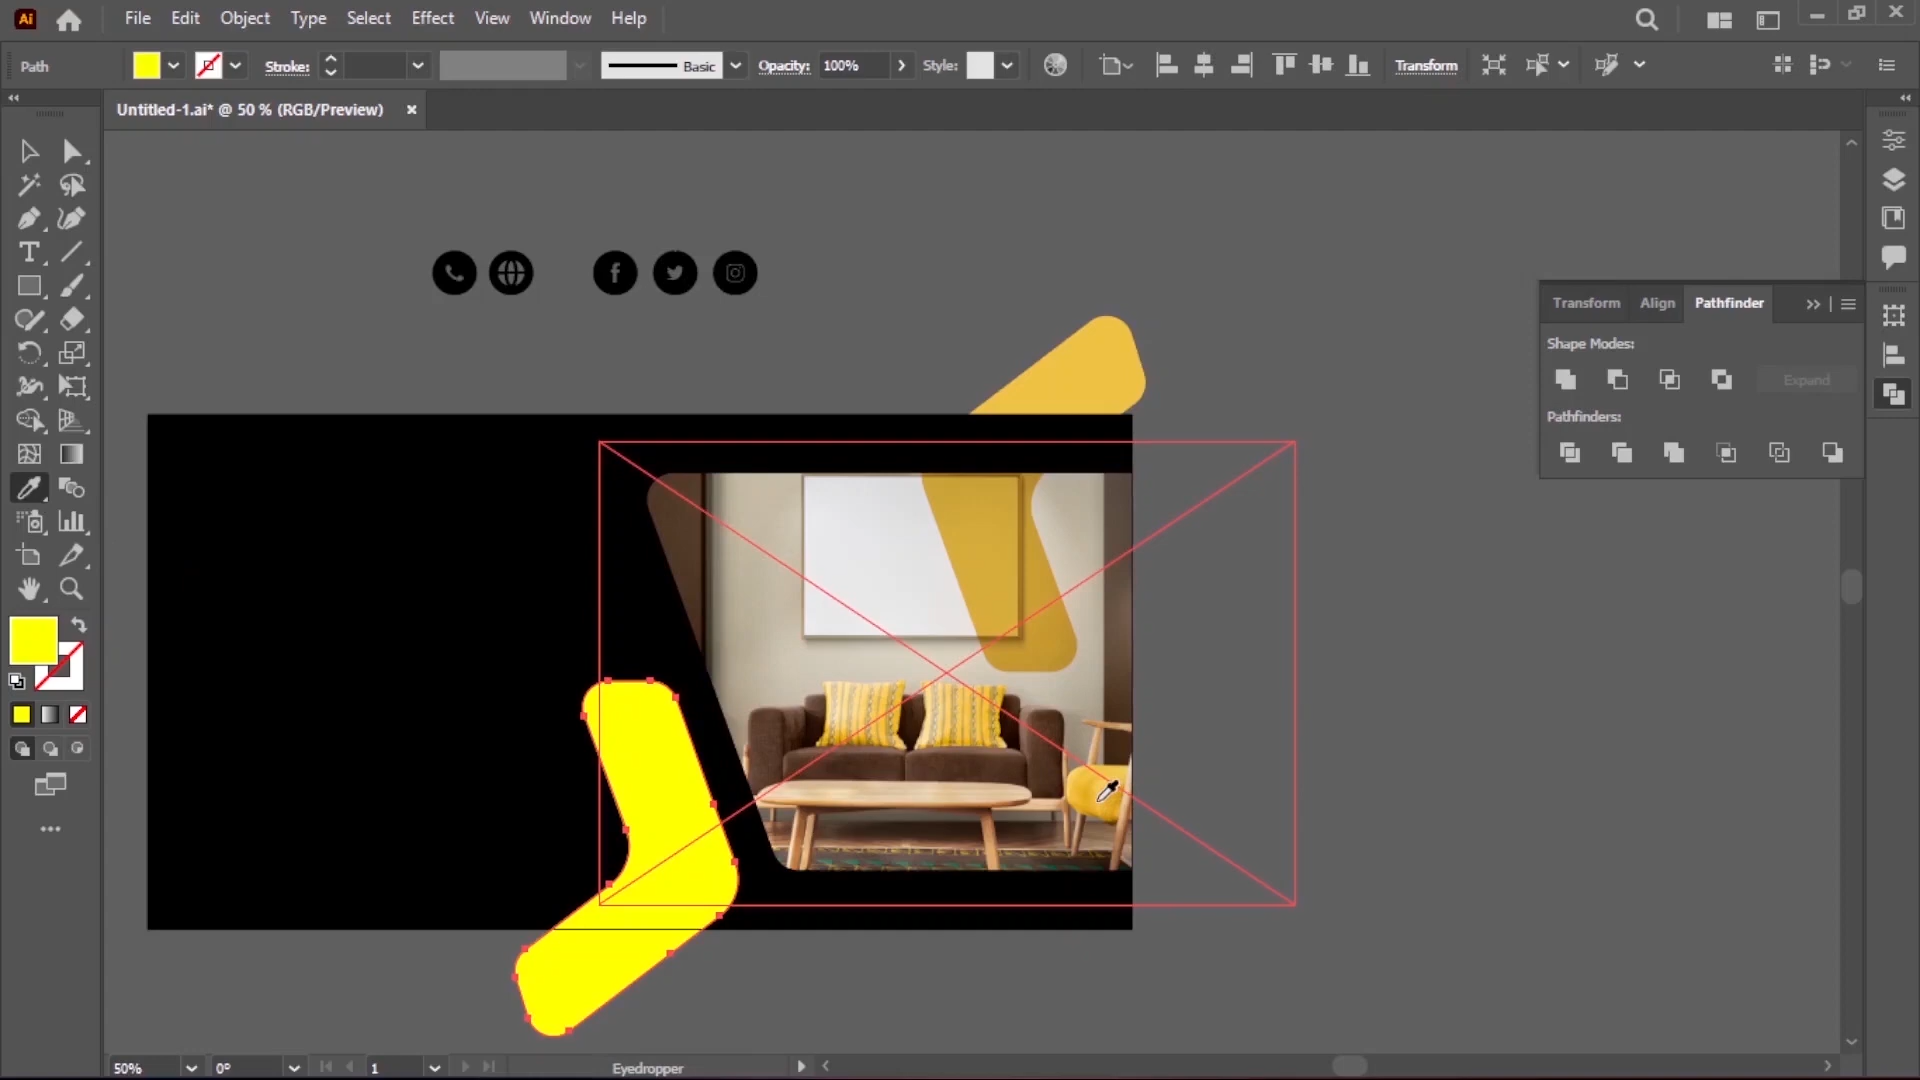 Ai File Edit Object Type Select Effect View Window Help
Path Stroke: Basic Opacity: 100% Style: Transform
Untitled-1.ai* @ 50 % (RGB/Preview)
Transform Align Pathfinder
Shape Modes:
Expand
Pathfinders:
50% 0° 1 Eyedropper